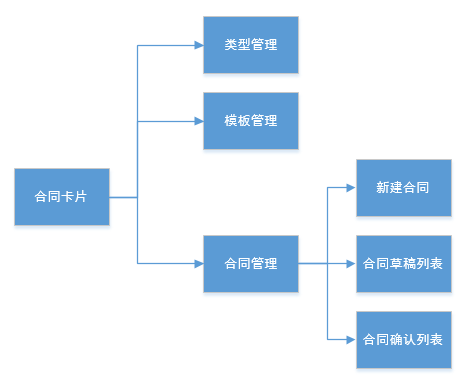 类型管理
模板管理
合同卡片
新建合同
合同管理
合同草稿列表
合同确认列表